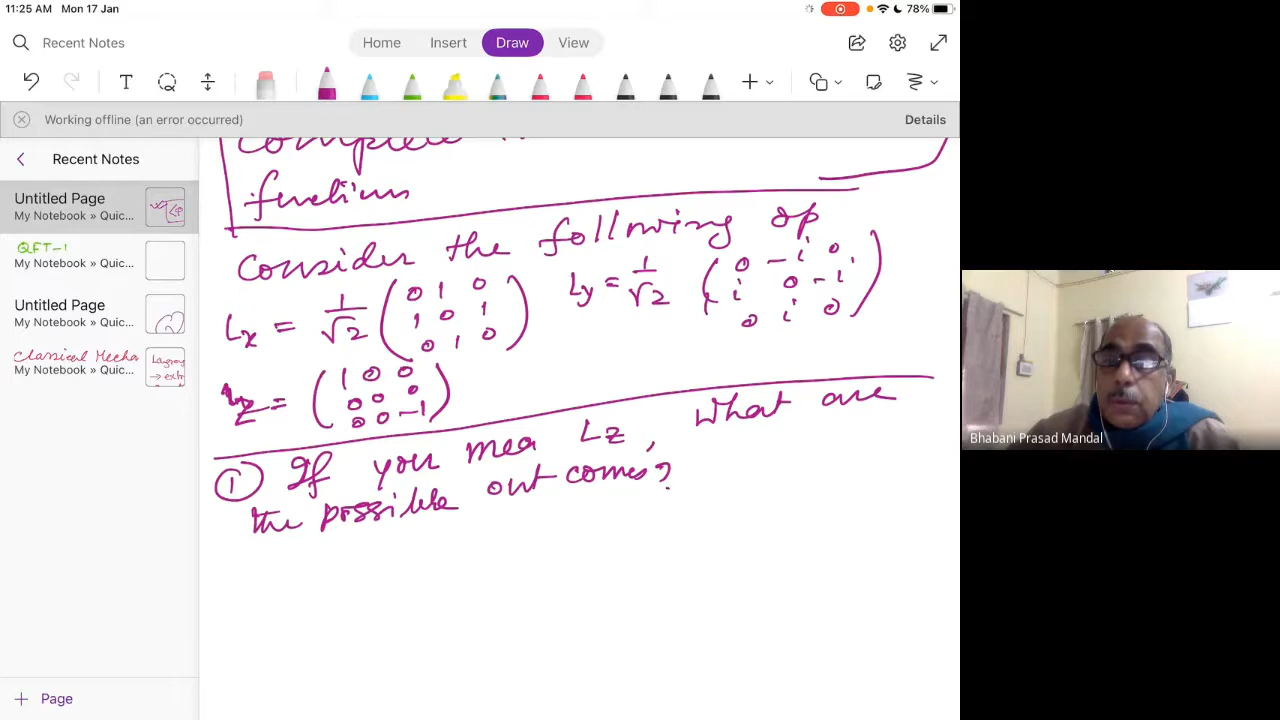 11:25 AM Mon 17 Jan
78%
Recent Notes
Home Insert Draw View
Working offline (an error occurred)
Details
Recent Notes
Untitled Page
My Notebook » Quic...
QFT-1
My Notebook » Quic...
Untitled Page
My Notebook » Quic...
Classical Mecha
My Notebook » Quic...
+ Page
complete
functions
Consider the following op
Lx = 1/√2 (0 1 0
1 0 1
0 1 0)
Ly = 1/√2 (0 -i 0
i 0 -i
0 i 0)
Lz = (1 0 0
0 0 0
0 0 -1)
① If you mea Lz, what are
the possible outcomes?
Bhabani Prasad Mandal